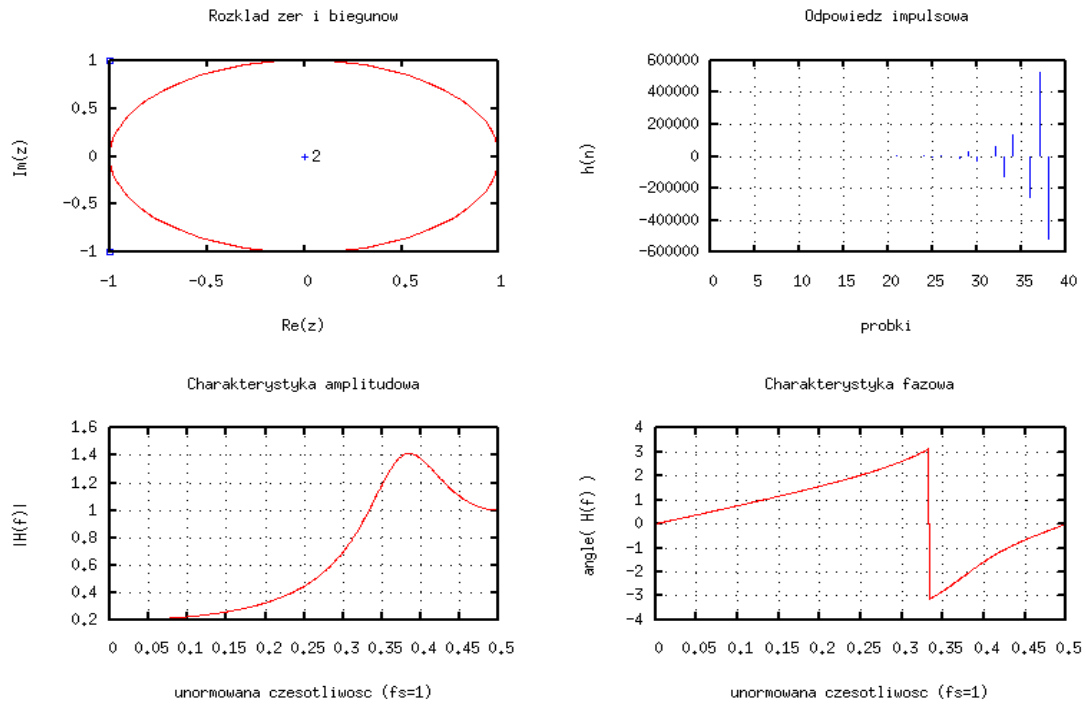 Rozklad zer i biegunow
Im(z)
1
0.5
0
-0.5
-1
2
-1 -0.5 0 0.5 1
Re(z)
Odpowiedz impulsowa
h(n)
600000
400000
200000
0
-200000
-400000
-600000
0 5 10 15 20 25 30 35 40
probki
Charakterystyka amplitudowa
|H(f)|
1.6
1.4
1.2
1
0.8
0.6
0.4
0.2
0 0.05 0.1 0.15 0.2 0.25 0.3 0.35 0.4 0.45 0.5
unormowana czesotliwosc (fs=1)
Charakterystyka fazowa
angle( H(f) )
4
3
2
1
0
-1
-2
-3
-4
0 0.05 0.1 0.15 0.2 0.25 0.3 0.35 0.4 0.45 0.5
unormowana czesotliwosc (fs=1)